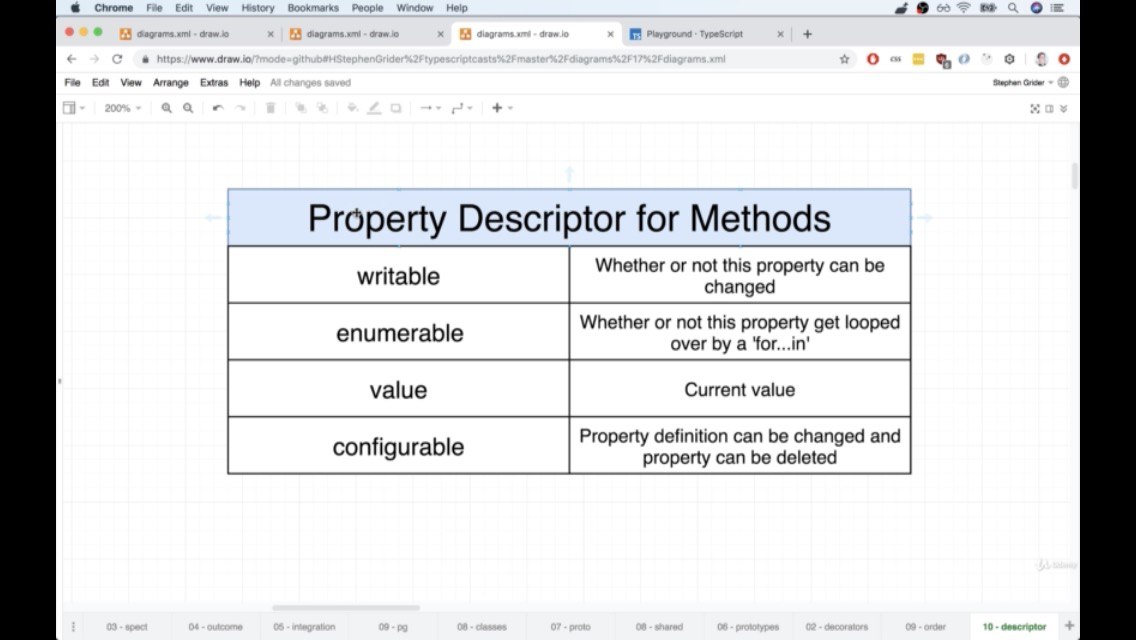 Chrome File Edit View History Bookmarks People Window Help
diagrams.xml - draw.io
diagrams.xml - draw.io
diagrams.xml - draw.io
Playground · TypeScript
https://www.draw.io/?mode=github#HStephenGrider%2Ftypescriptcasts%2Fmaster%2Fdiagrams%2F17%2Fdiagrams.xml
File Edit View Arrange Extras Help All changes saved
Stephen Grider
200%
Property Descriptor for Methods
writable
Whether or not this property can be
changed
enumerable
Whether or not this property get looped
over by a 'for...in'
value
Current value
configurable
Property definition can be changed and
property can be deleted
Udemy
03 - spect
04 - outcome
05 - integration
09 - pg
08 - classes
07 - proto
08 - shared
06 - prototypes
02 - decorators
09 - order
10 - descriptor